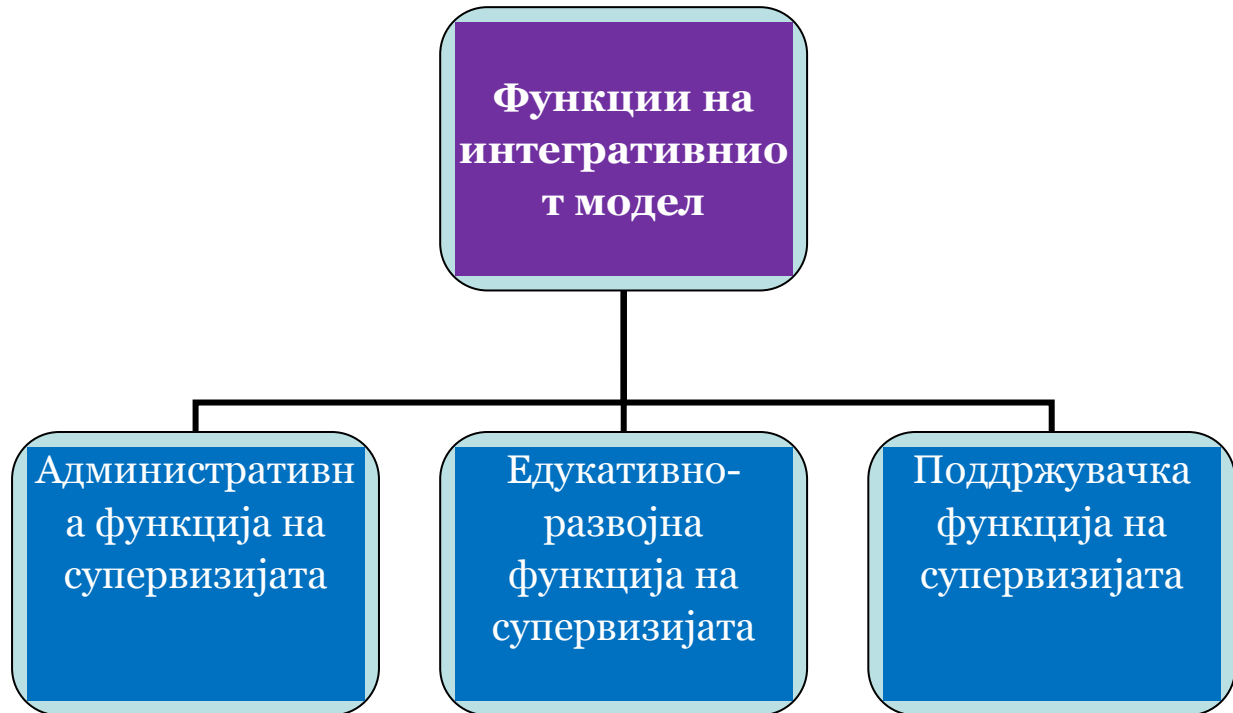 Функции на
интегративнио
т модел
Административн
а функција на
супервизијата
Едукативно-
развојна
функција на
супервизијата
Поддржувачка
функција на
супервизијата